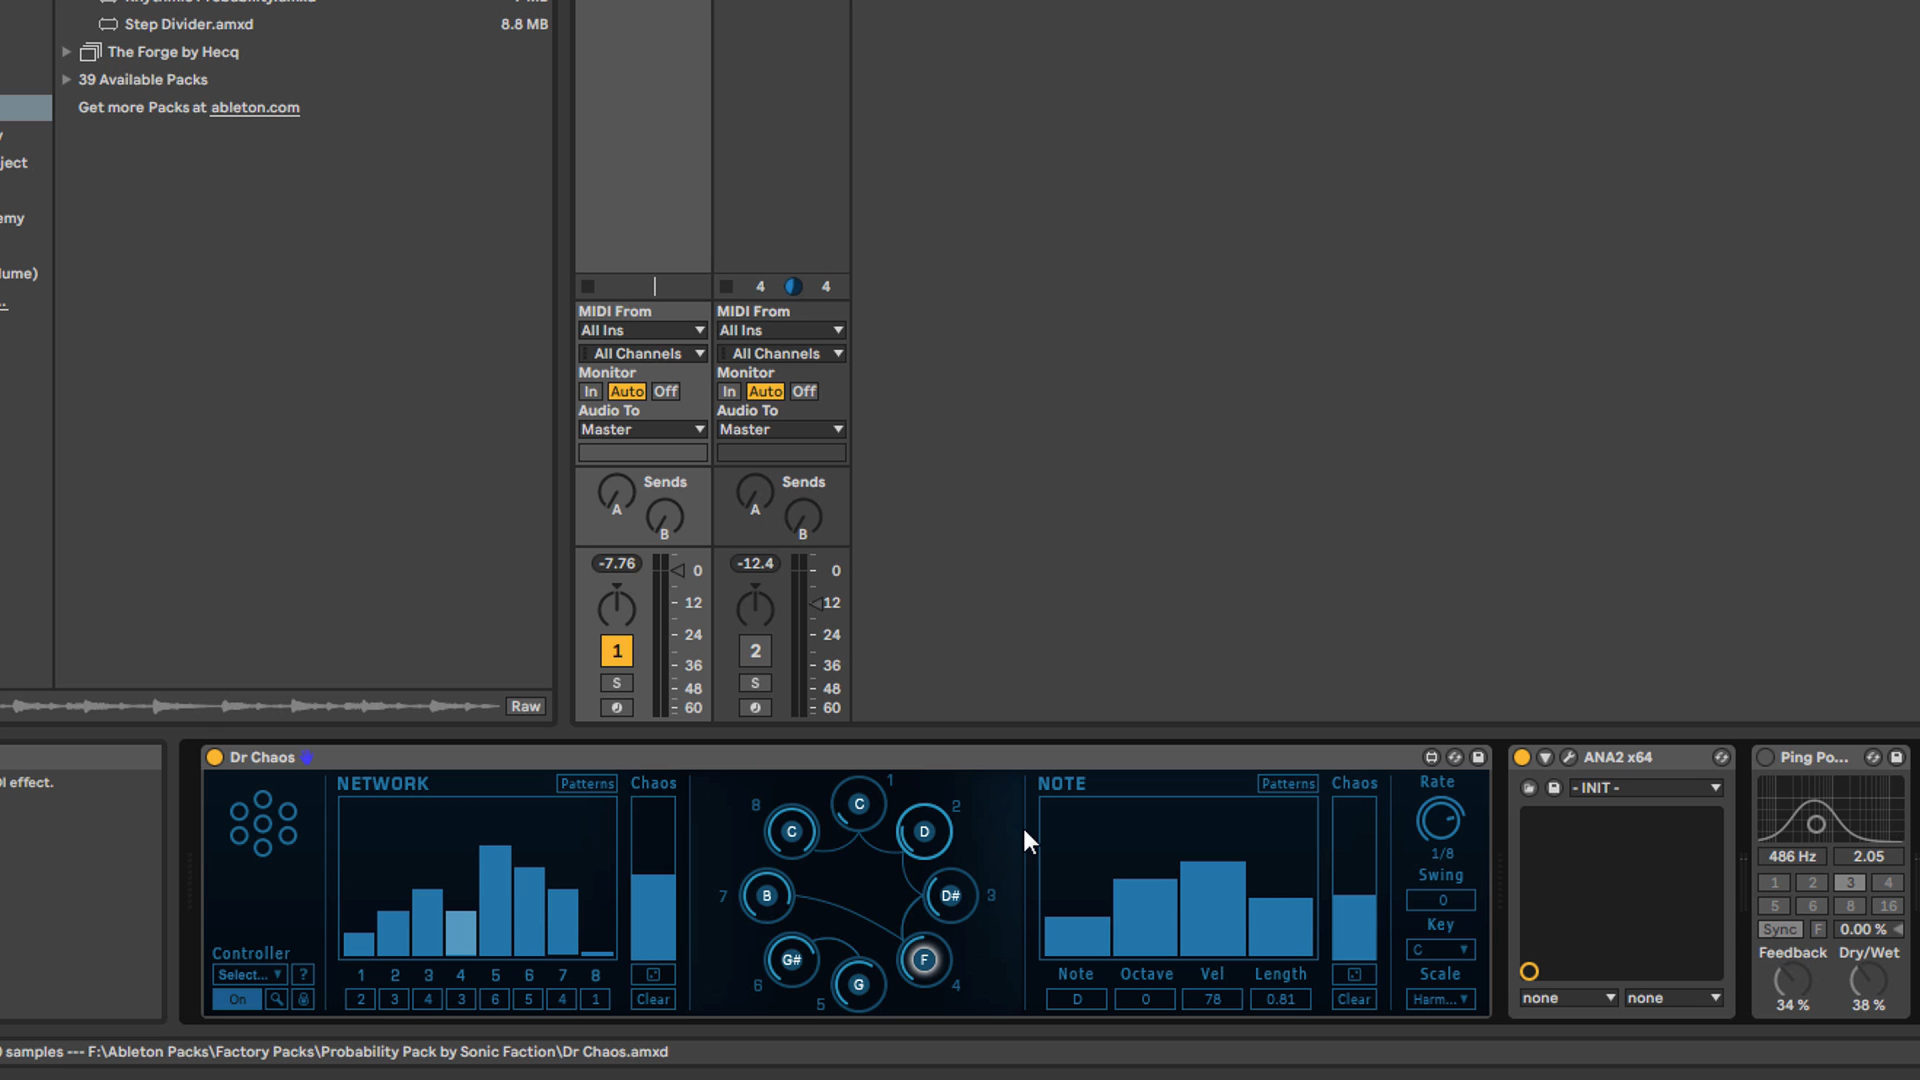 Step Divider.amxd 8.8 MB
The Forge by Hecq
39 Available Packs
Get more Packs at ableton.com
ject
emy
lume)
4 4
MIDI From MIDI From
All Ins All Ins
All Channels All Channels
Monitor Monitor
In Auto Off In Auto Off
Audio To Audio To
Master Master
Sends Sends
A A
B B
-7.76 -12.4
0 0
12 12
24 24
1 2
36 36
S S
48 48
60 60
Raw
I effect.
Dr Chaos
NETWORK Patterns Chaos
1 2 3 4 5 6 7 8
2 3 4 3 6 5 4 1
Clear
Controller
Select... ?
On
1 C
2 D
3 D#
4 F
5 G
6 G#
7 B
8 C
NOTE Patterns Chaos
Note Octave Vel Length
D 0 78 0.81
Clear
Rate
1/8
Swing
0
Key
C
Scale
Harm...
ANA2 x64
- INIT -
none none
Ping Po...
486 Hz 2.05
1 2 3 4
5 6 8 16
Sync F 0.00 %
Feedback Dry/Wet
34 % 38 %
samples --- F:\Ableton Packs\Factory Packs\Probability Pack by Sonic Faction\Dr Chaos.amxd